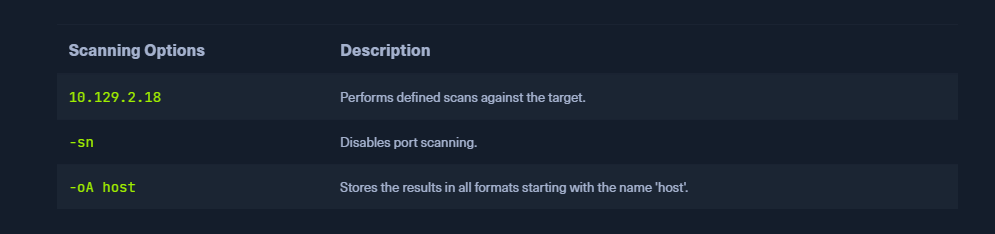 Scanning Options Description
10.129.2.18 Performs defined scans against the target.
-sn Disables port scanning.
-oA host Stores the results in all formats starting with the name 'host'.